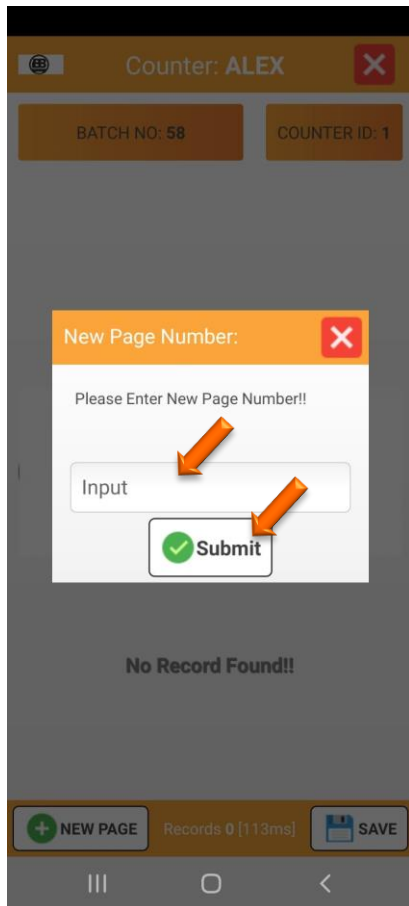 Counter: ALEX
BATCH NO: 58
COUNTER ID: 1
New Page Number:
Please Enter New Page Number!!
Input
Submit
No Record Found!!
NEW PAGE
Records 0 [113ms]
SAVE